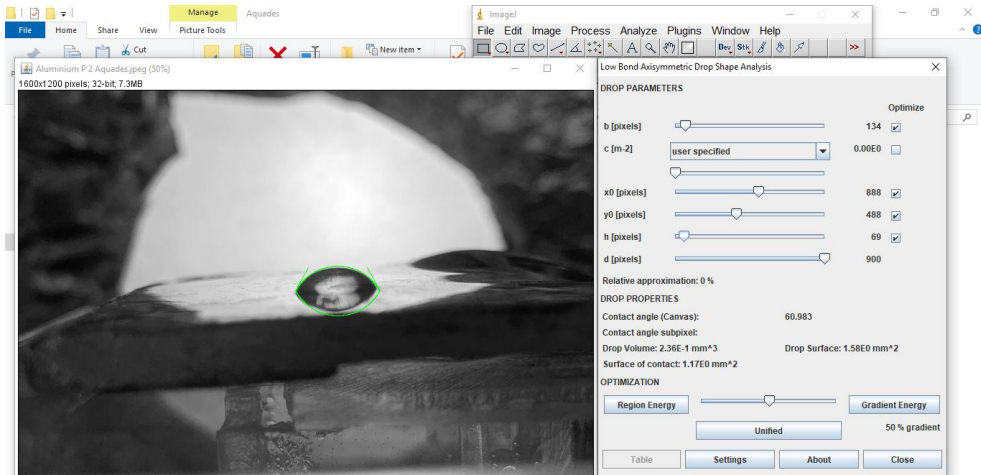 Manage
Aquades
File
Home
Share
View
Picture Tools
Cut
New item
ImageJ
File Edit Image Process Analyze Plugins Window Help
Dev Stk
>>
Aluminium P 2 Aquades.jpeg (50%)
1600x1200 pixels; 32-bit; 7.3MB
Low Bond Axisymmetric Drop Shape Analysis
DROP PARAMETERS
Optimize
b [pixels] 134
c [m-2] user specified 0.00E0
x0 [pixels] 888
y0 [pixels] 488
h [pixels] 69
d [pixels] 900
Relative approximation: 0 %
DROP PROPERTIES
Contact angle (Canvas): 60.983
Contact angle subpixel:
Drop Volume: 2.36E-1 mm^3 Drop Surface: 1.58E0 mm^2
Surface of contact: 1.17E0 mm^2
OPTIMIZATION
Region Energy Gradient Energy
Unified 50 % gradient
Table Settings About Close